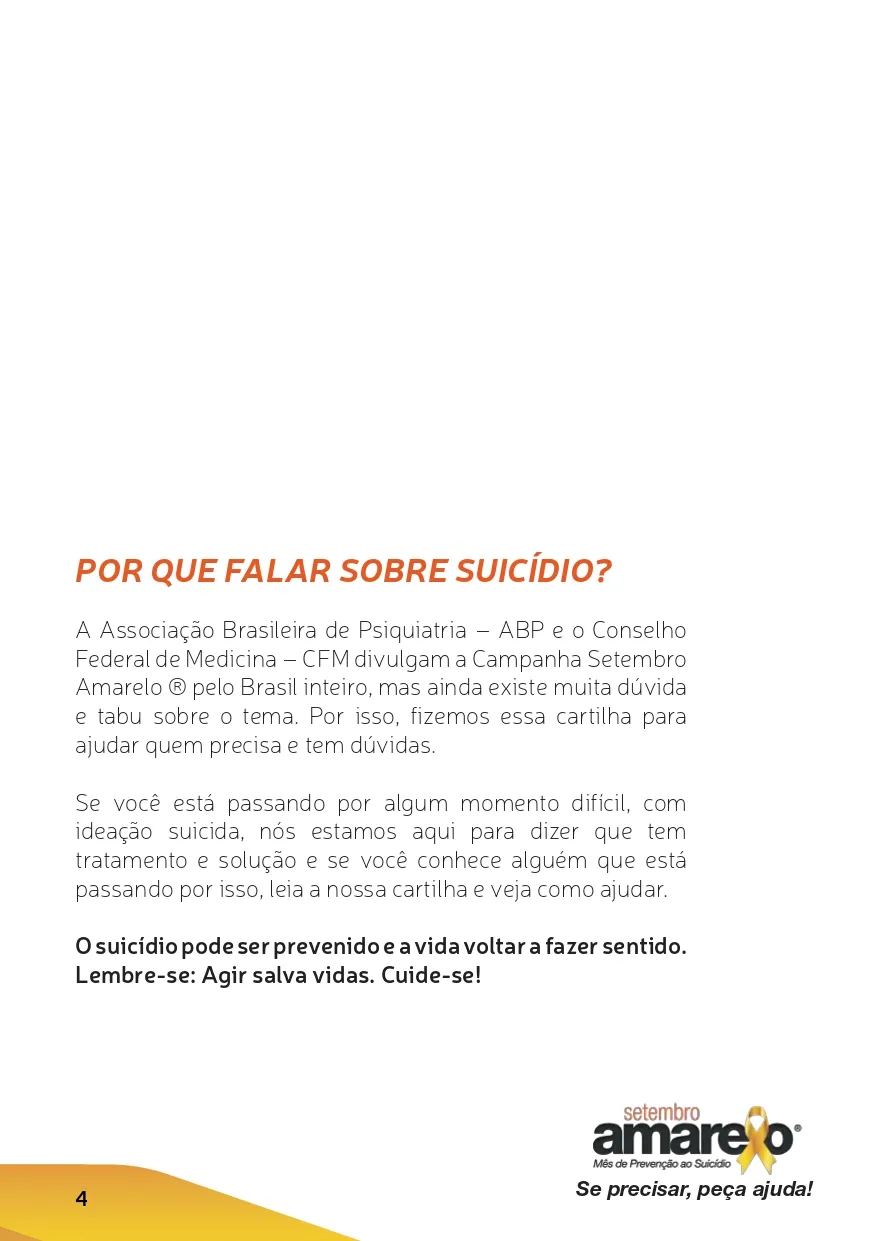 POR QUE FALAR SOBRE SUICÍDIO?
A Associação Brasileira de Psiquiatria – ABP e o Conselho
Federal de Medicina – CFM divulgam a Campanha Setembro
Amarelo ® pelo Brasil inteiro, mas ainda existe muita dúvida
e tabu sobre o tema. Por isso, fizemos essa cartilha para
ajudar quem precisa e tem dúvidas.
Se você está passando por algum momento difícil, com
ideação suicida, nós estamos aqui para dizer que tem
tratamento e solução e se você conhece alguém que está
passando por isso, leia a nossa cartilha e veja como ajudar.
O suicídio pode ser prevenido e a vida voltar a fazer sentido.
Lembre-se: Agir salva vidas. Cuide-se!
setembro
amarelo®
Mês de Prevenção ao Suicídio
Se precisar, peça ajuda!
4